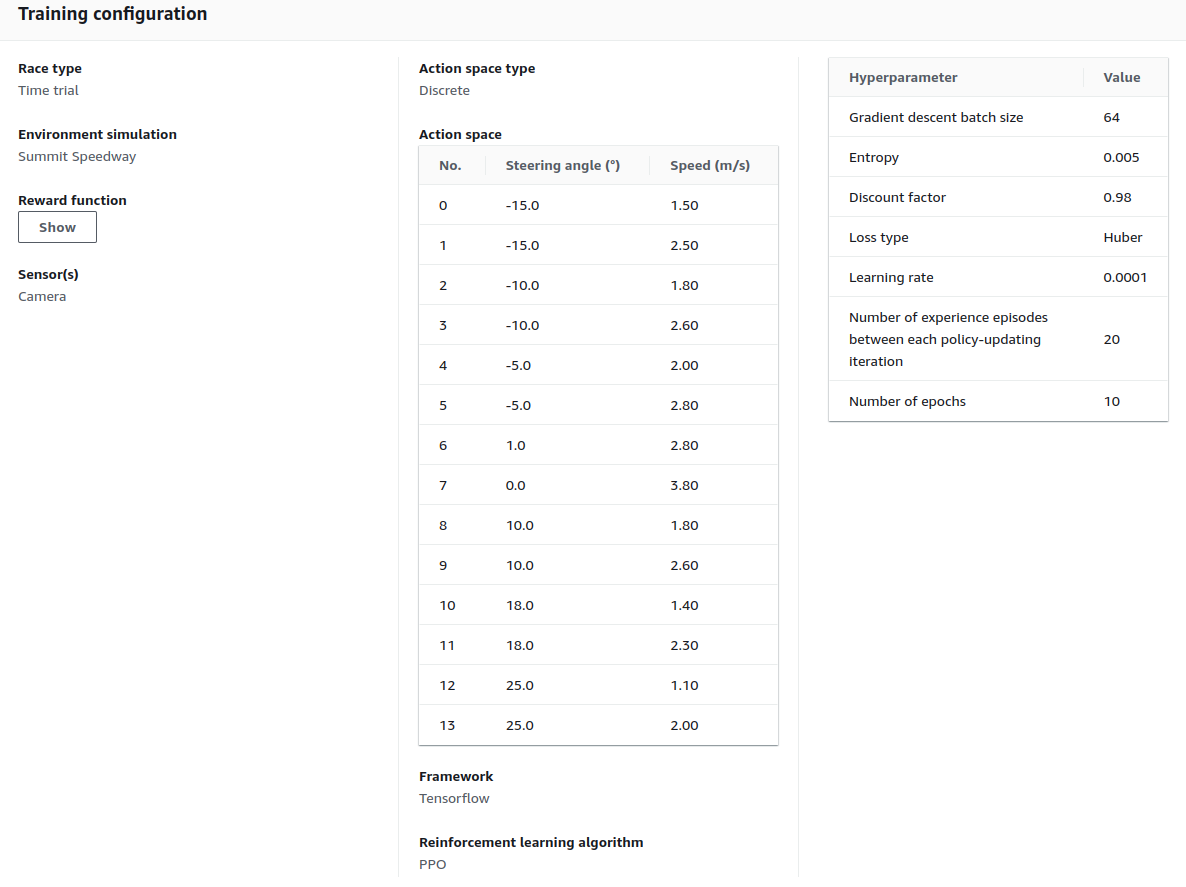 Training configuration
Race type
Time trial
Environment simulation
Summit Speedway
Reward function
Show
Sensor(s)
Camera
Action space type
Discrete
Action space
No. Steering angle (°) Speed (m/s)
0 -15.0 1.50
1 -15.0 2.50
2 -10.0 1.80
3 -10.0 2.60
4 -5.0 2.00
5 -5.0 2.80
6 1.0 2.80
7 0.0 3.80
8 10.0 1.80
9 10.0 2.60
10 18.0 1.40
11 18.0 2.30
12 25.0 1.10
13 25.0 2.00
Framework
Tensorflow
Reinforcement learning algorithm
PPO
Hyperparameter Value
Gradient descent batch size 64
Entropy 0.005
Discount factor 0.98
Loss type Huber
Learning rate 0.0001
Number of experience episodes
between each policy-updating 20
iteration
Number of epochs 10